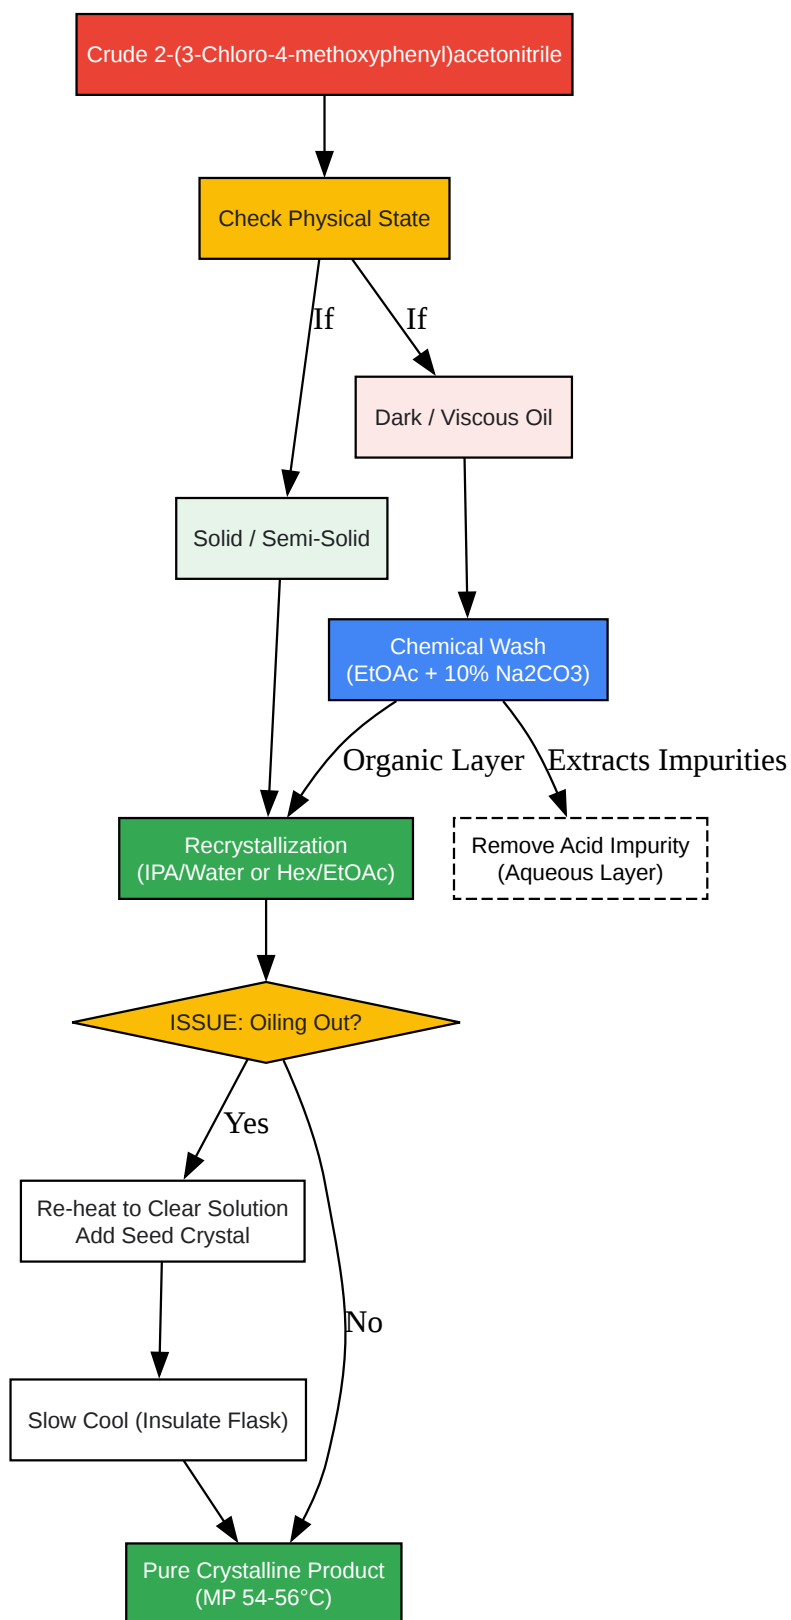 Crude 2-(3-Chloro-4-methoxyphenyl)acetonitrile
Check Physical State
If
If
Dark / Viscous Oil
Solid / Semi-Solid
Chemical Wash
(EtOAc + 10% Na2CO3)
Organic Layer
Extracts Impurities
Recrystallization
(IPA/Water or Hex/EtOAc)
Remove Acid Impurity
(Aqueous Layer)
ISSUE: Oiling Out?
Yes
Re-heat to Clear Solution
Add Seed Crystal
No
Slow Cool (Insulate Flask)
Pure Crystalline Product
(MP 54-56°C)